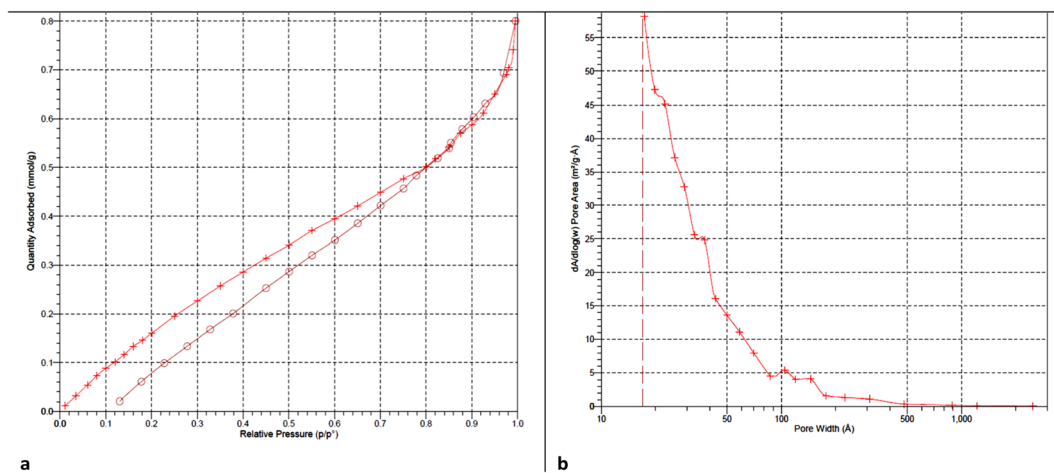 0.8
0.7
0.6
0.5
0.4
0.3
0.2
0.1
0.0
Quantity Adsorbed (mmol/g)
0.0 0.1 0.2 0.3 0.4 0.5 0.6 0.7 0.8 0.9 1.0
Relative Pressure (p/p°)
a
55
50
45
40
35
30
25
20
15
10
5
0
dA/dlog(w) Pore Area (m²/g·Å)
10 50 100 500 1,000
Pore Width (Å)
b